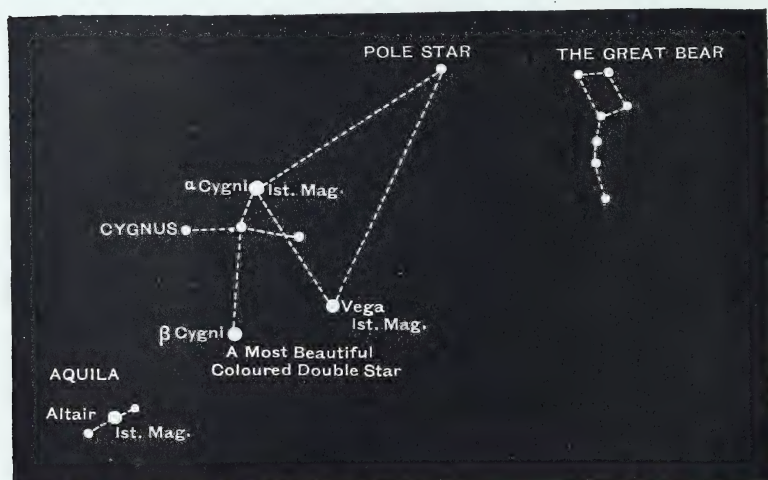 POLE STAR
THE GREAT BEAR
α Cygni Ist. Mag.
CYGNUS
Vega
Ist. Mag.
β Cygni
A Most Beautiful
Coloured Double Star
AQUILA
Altair
Ist. Mag.